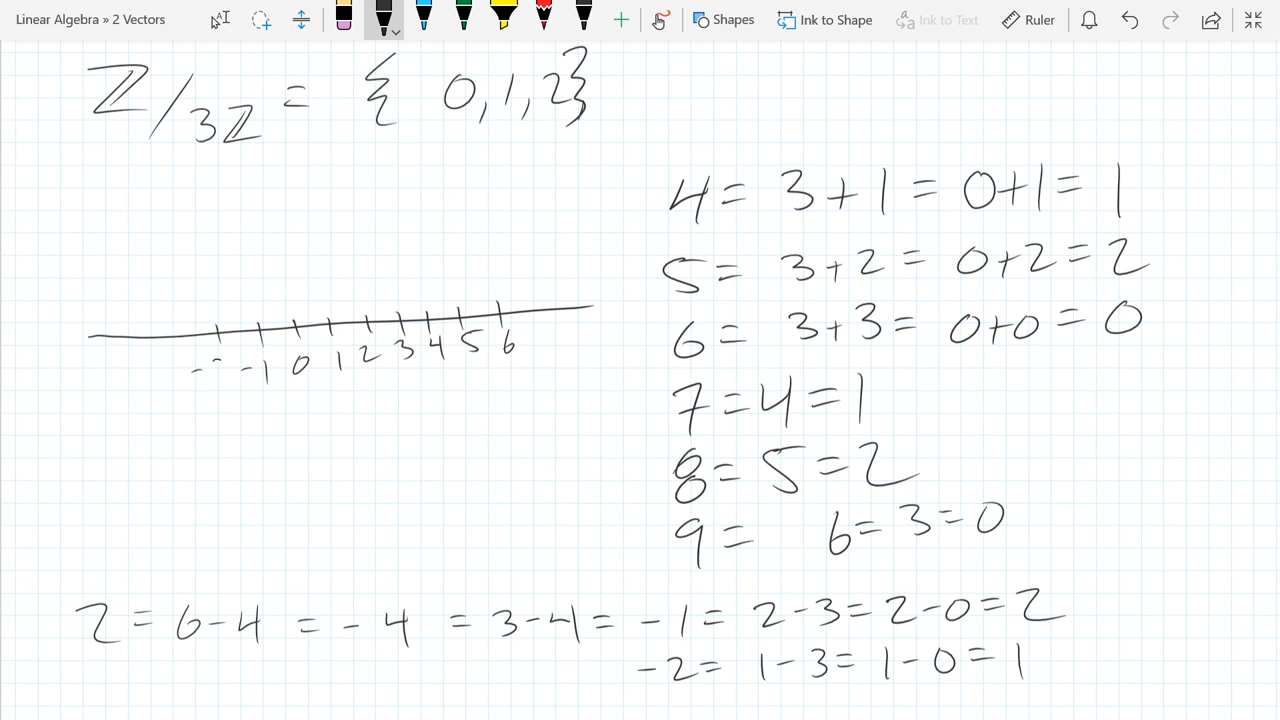 Linear Algebra » 2 Vectors
Shapes
Ink to Shape
Ink to Text
Ruler
ℤ/3ℤ = { 0, 1, 2}
4 = 3 + 1 = 0+1 = 1
5 = 3+2 = 0+2 = 2
6 = 3+3 = 0+0 = 0
-1 0 1 2 3 4 5 6
7 = 4 = 1
8 = 5 = 2
9 = 6 = 3 = 0
2 = 6-4 = -4 = 3-4 = -1 = 2-3 = 2-0 = 2
-2 = 1-3 = 1-0 = 1